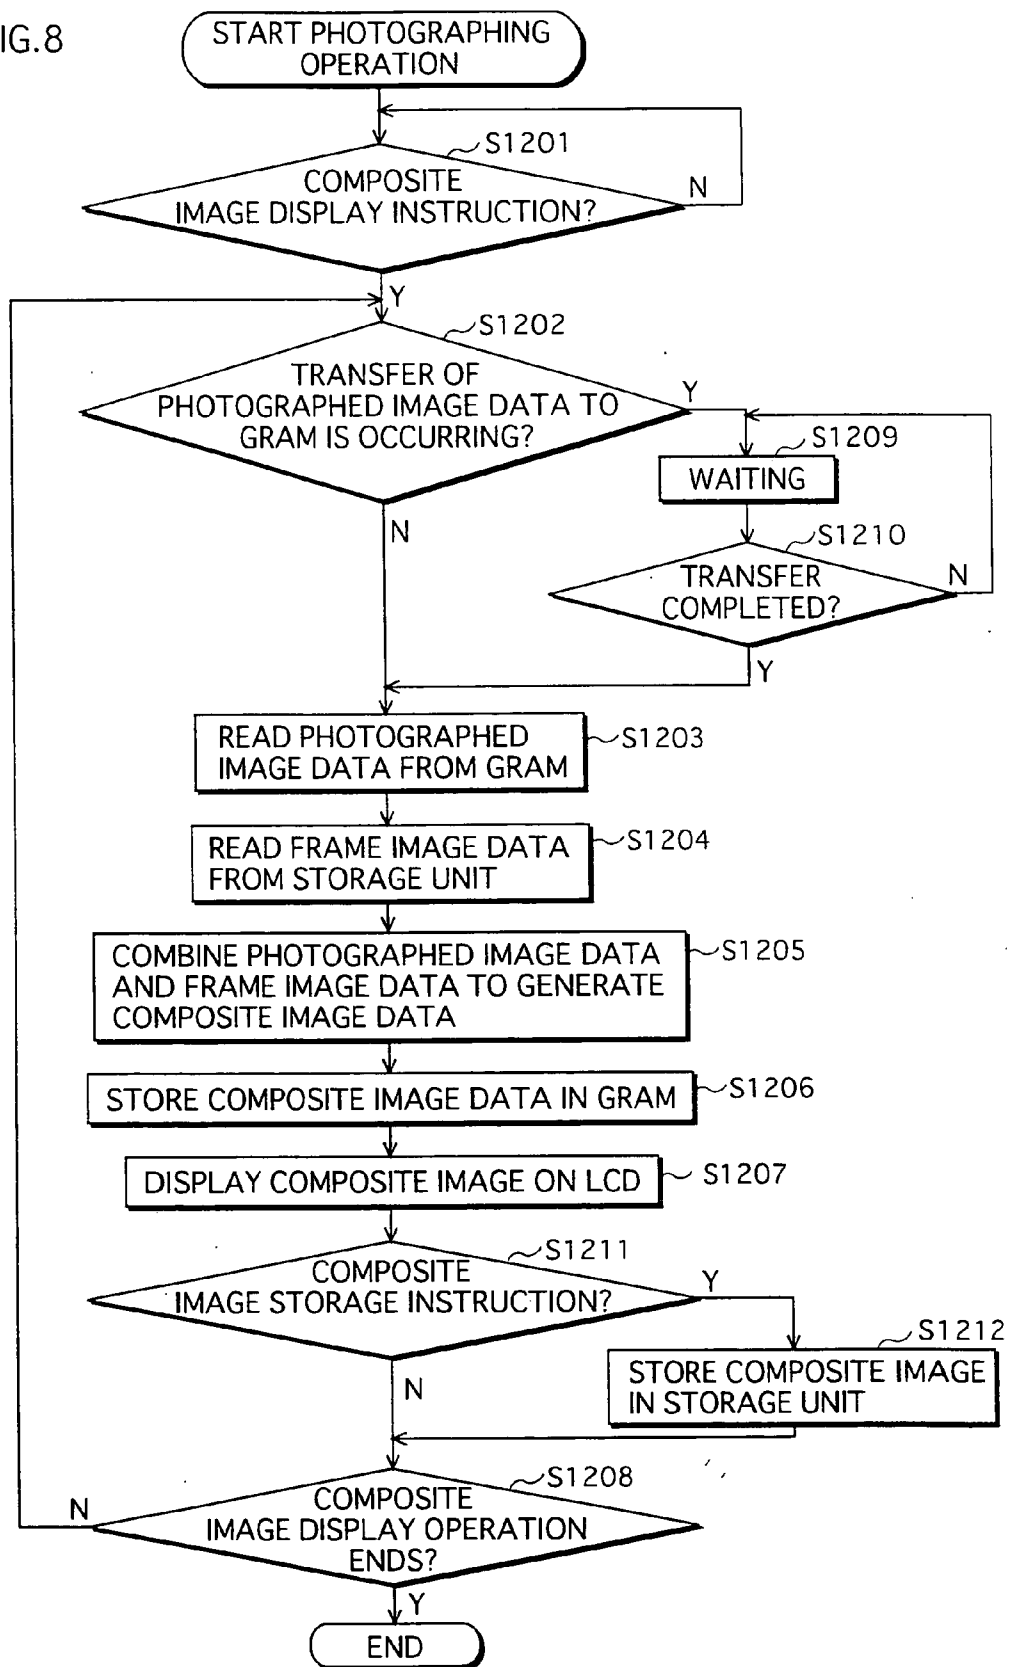 IG.8
START PHOTOGRAPHING
OPERATION
S1201
COMPOSITE
IMAGE DISPLAY INSTRUCTION?
N
Y
S1202
TRANSFER OF
PHOTOGRAPHED IMAGE DATA TO
GRAM IS OCCURRING?
Y
N
S1209
WAITING
S1210
TRANSFER
COMPLETED?
N
Y
READ PHOTOGRAPHED
IMAGE DATA FROM GRAM
S1203
READ FRAME IMAGE DATA
FROM STORAGE UNIT
S1204
COMBINE PHOTOGRAPHED IMAGE DATA
AND FRAME IMAGE DATA TO GENERATE
COMPOSITE IMAGE DATA
S1205
STORE COMPOSITE IMAGE DATA IN GRAM
S1206
DISPLAY COMPOSITE IMAGE ON LCD
S1207
S1211
COMPOSITE
IMAGE STORAGE INSTRUCTION?
Y
N
S1212
STORE COMPOSITE IMAGE
IN STORAGE UNIT
S1208
COMPOSITE
IMAGE DISPLAY OPERATION
ENDS?
N
Y
END